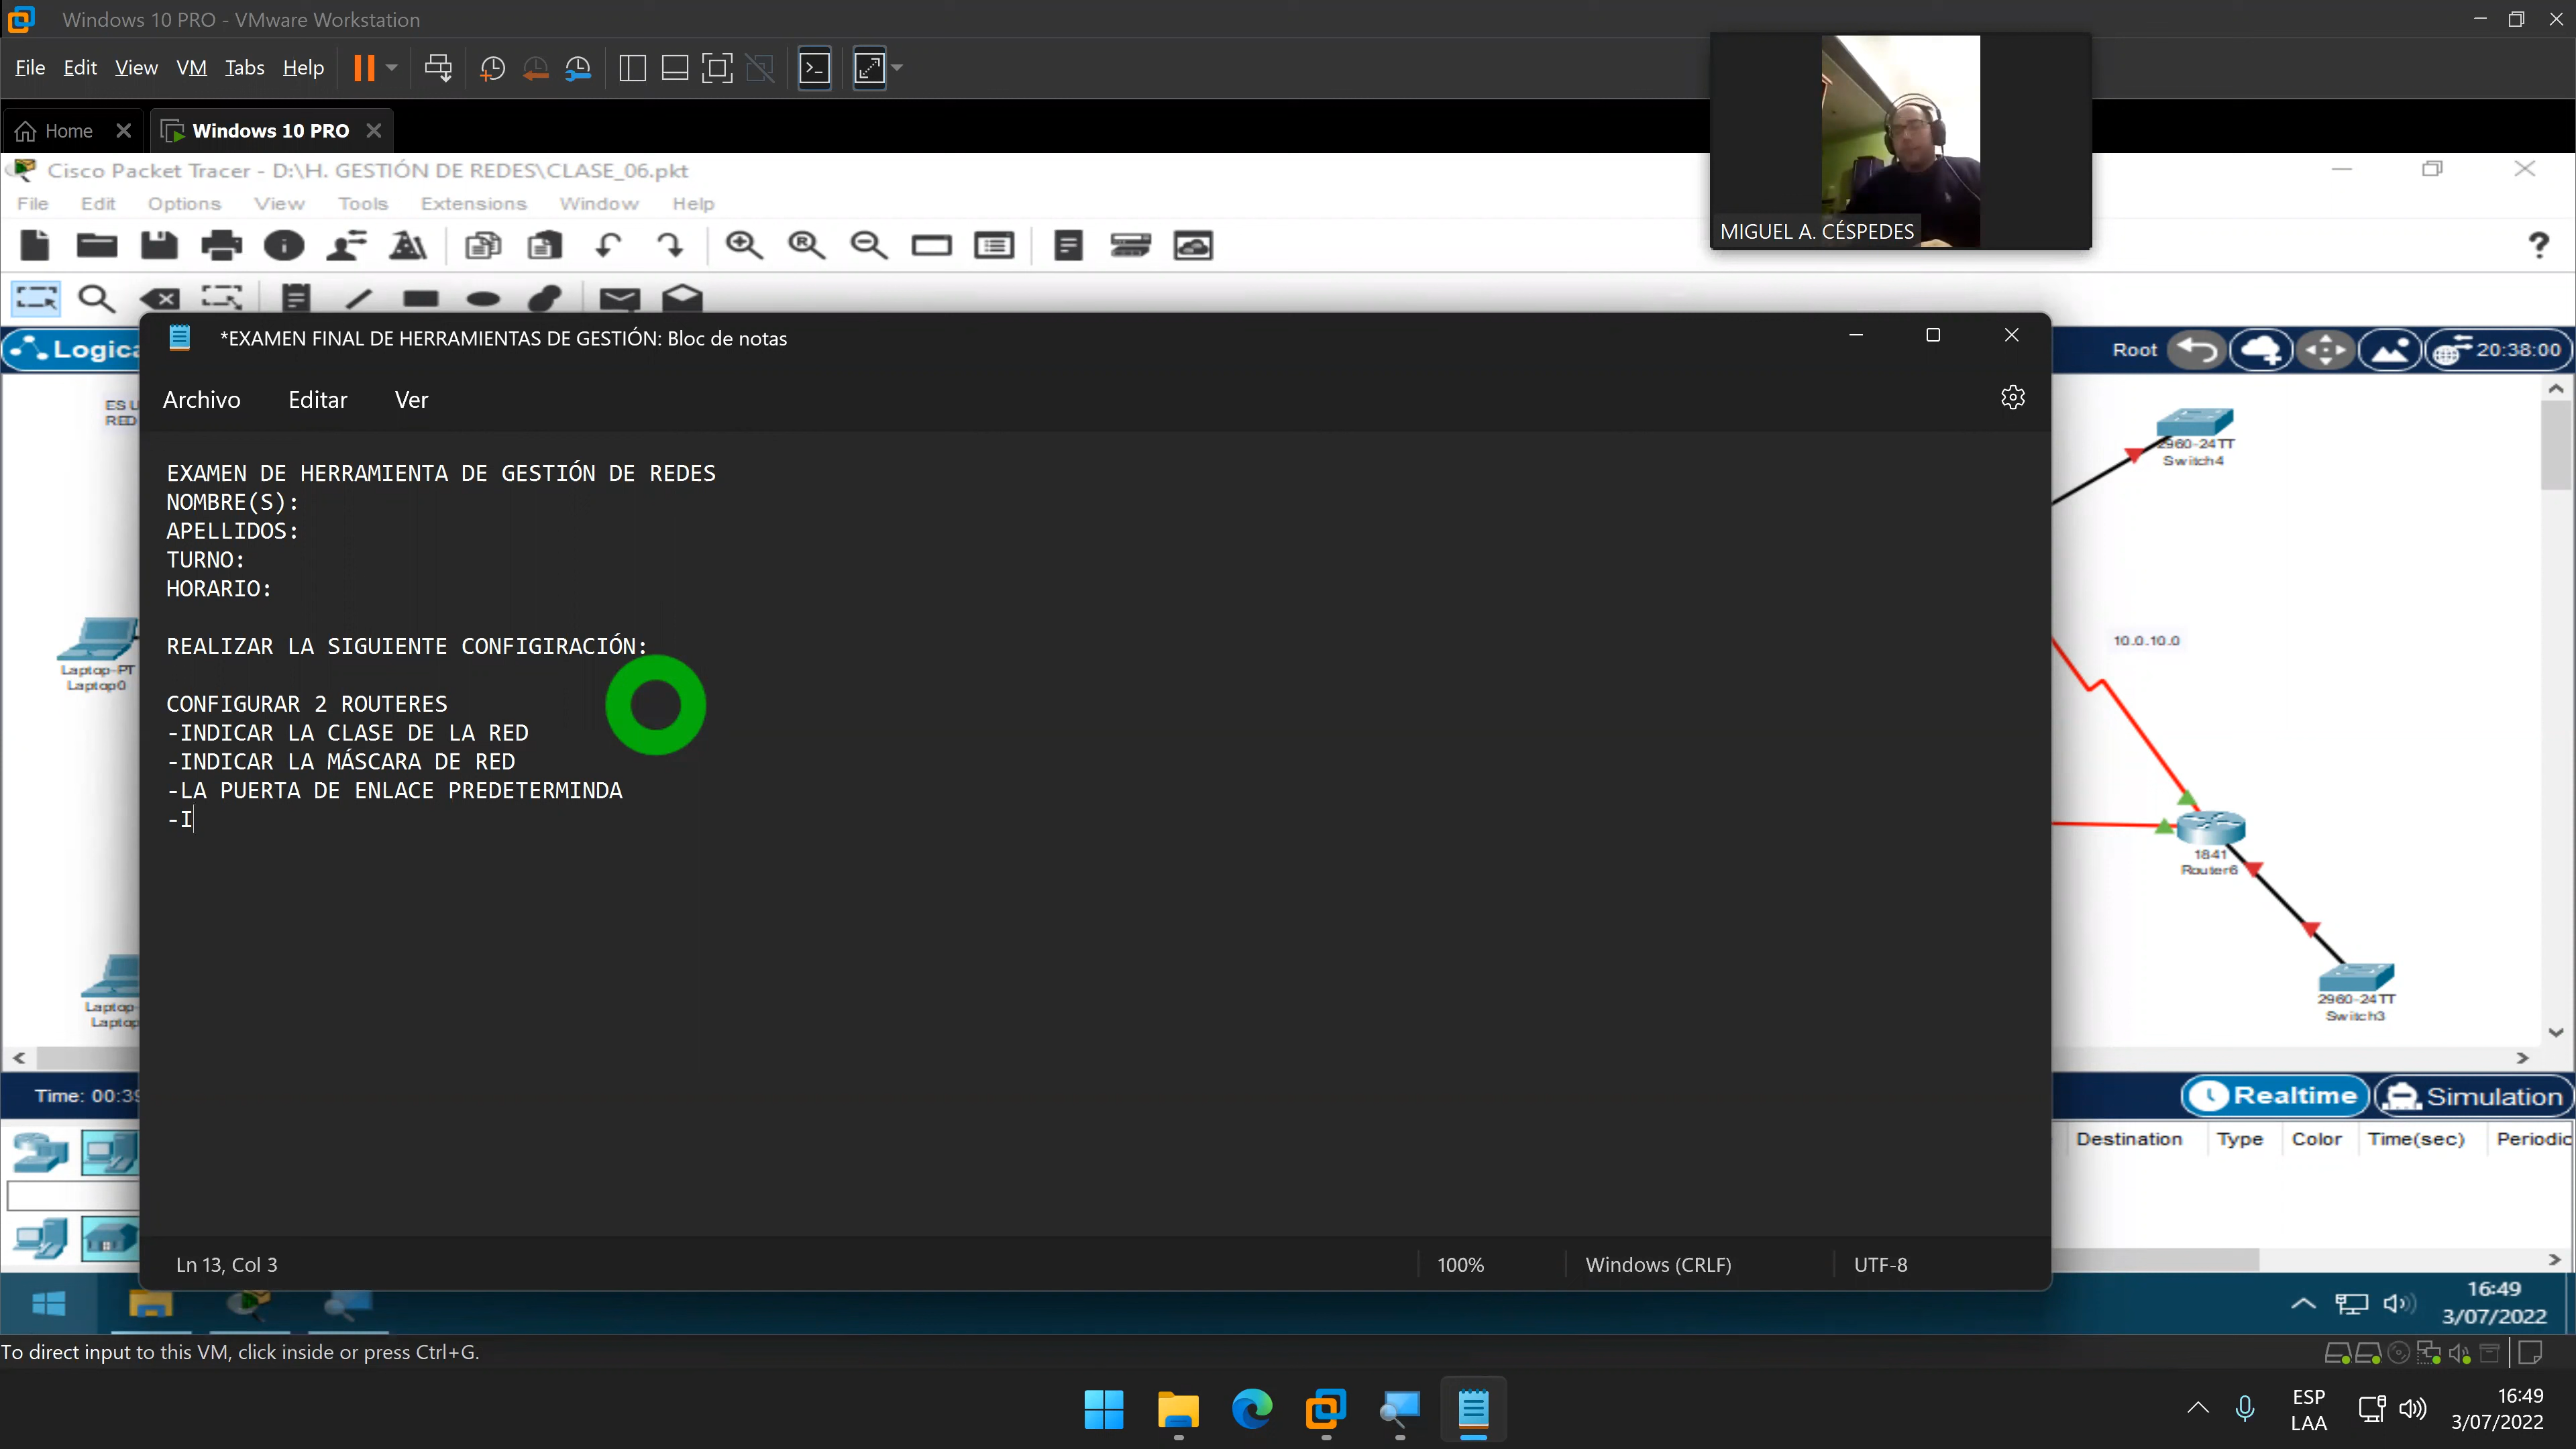 Windows 10 PRO - VMware Workstation
File Edit View VM Tabs Help
Home
Windows 10 PRO
Cisco Packet Tracer - D:\H. GESTIÓN DE REDES\CLASE_06.pkt
File Edit Options View Tools Extensions Window Help
MIGUEL A. CÉSPEDES
*EXAMEN FINAL DE HERRAMIENTAS DE GESTIÓN: Bloc de notas
Root
20:38:00
Archivo Editar Ver
EXAMEN DE HERRAMIENTA DE GESTIÓN DE REDES
NOMBRE(S):
APELLIDOS:
TURNO:
HORARIO:
REALIZAR LA SIGUIENTE CONFIGIRACIÓN:
CONFIGURAR 2 ROUTERES
-INDICAR LA CLASE DE LA RED
-INDICAR LA MÁSCARA DE RED
-LA PUERTA DE ENLACE PREDETERMINDA
-I
Laptop-PT
Laptop0
2960-24TT
Switch4
10.0.10.0
1841
Router6
2960-24TT
Switch3
Time: 00:39
Realtime
Simulation
Destination Type Color Time(sec)
Ln 13, Col 3
100%
Windows (CRLF)
UTF-8
16:49
3/07/2022
To direct input to this VM, click inside or press Ctrl+G.
ESP
LAA
16:49
3/07/2022